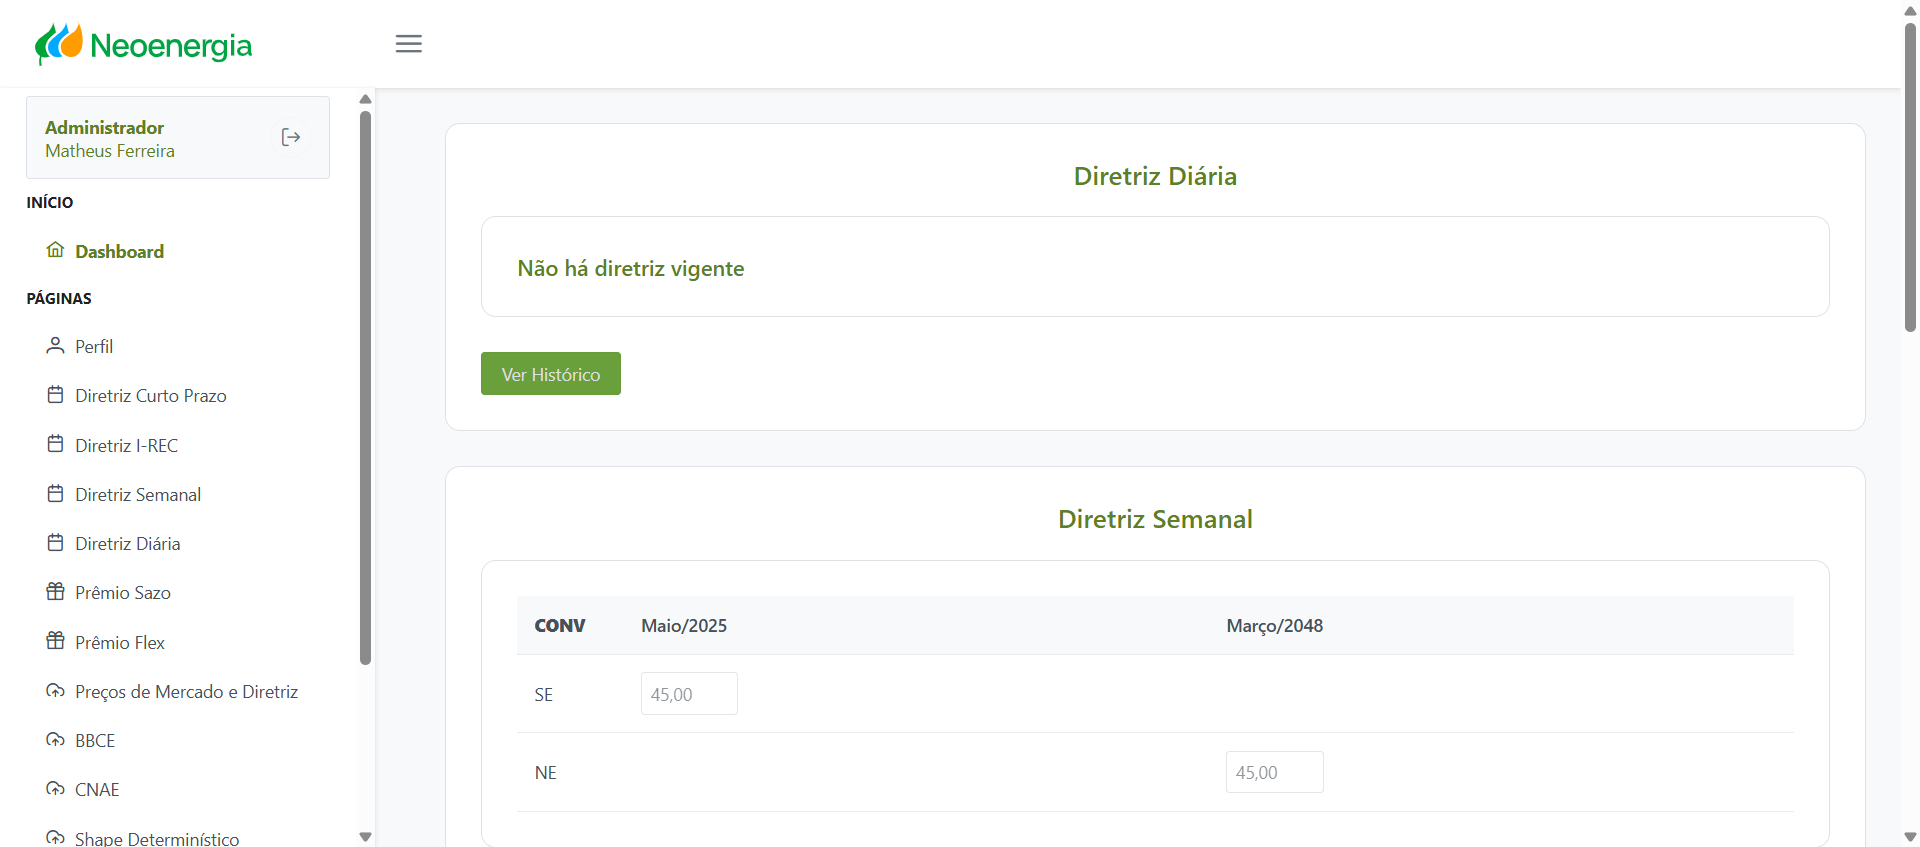 Neoenergia
Administrador
Matheus Ferreira
INÍCIO
Dashboard
PÁGINAS
Perfil
Diretriz Curto Prazo
Diretriz I-REC
Diretriz Semanal
Diretriz Diária
Prêmio Sazo
Prêmio Flex
Preços de Mercado e Diretriz
BBCE
CNAE
Shape Determinístico
Diretriz Diária
Não há diretriz vigente
Ver Histórico
Diretriz Semanal
CONV Maio/2025 Março/2048
SE 45,00
NE 45,00